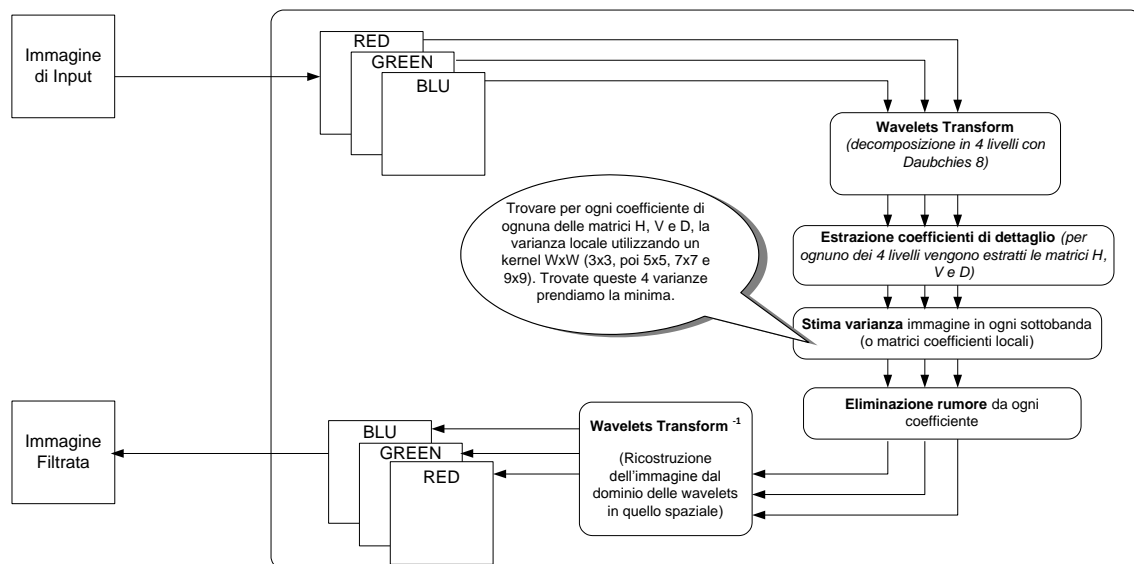 Immagine
di Input
RED
GREEN
BLU
Wavelets Transform
(decomposizione in 4 livelli con
Daubchies 8)
Trovare per ogni coefficiente di
ognuna delle matrici H, V e D, la
varianza locale utilizzando un
kernel WxW (3x3, poi 5x5, 7x7 e
9x9). Trovate queste 4 varianze
prendiamo la minima.
Estrazione coefficienti di dettaglio (per
ognuno dei 4 livelli vengono estratti le matrici H,
V e D)
Stima varianza immagine in ogni sottobanda
(o matrici coefficienti locali)
Eliminazione rumore da ogni
coefficiente
Wavelets Transform -1
(Ricostruzione
dell'immagine dal
dominio delle wavelets
in quello spaziale)
BLU
GREEN
RED
Immagine
Filtrata